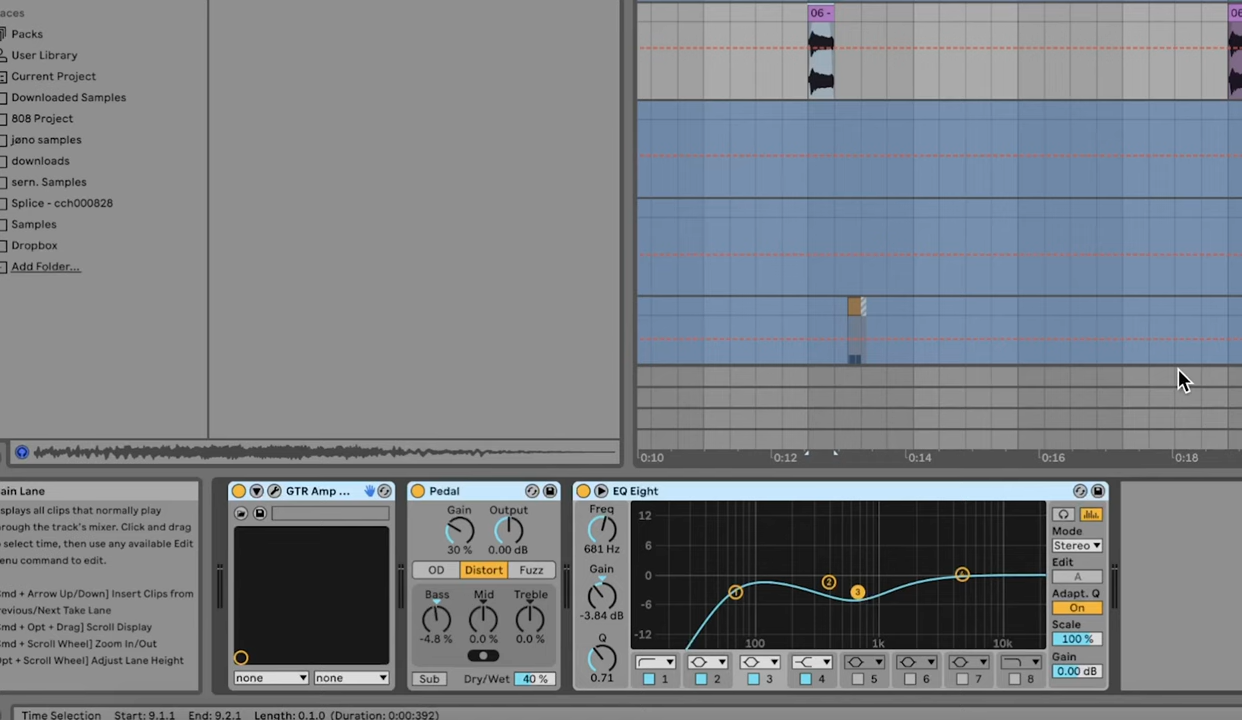 aces
Packs
User Library
Current Project
Downloaded Samples
808 Project
jøno samples
downloads
sern. Samples
Splice - cch000828
Samples
Dropbox
Add Folder...
06 -
06
0:10
0:12
0:14
0:16
0:18
ain Lane
isplays all clips that normally play
hrough the track's mixer. Click and drag
o select time, then use any available Edit
enu command to edit.
md + Arrow Up/Down] Insert Clips from
revious/Next Take Lane
md + Opt + Drag] Scroll Display
md + Scroll Wheel] Zoom In/Out
pt + Scroll Wheel] Adjust Lane Height
GTR Amp ...
none
none
Pedal
Gain
Output
30 %
0.00 dB
OD
Distort
Fuzz
Bass
Mid
Treble
-4.8 %
0.0 %
0.0 %
Sub
Dry/Wet
40 %
EQ Eight
Freq
681 Hz
Gain
-3.84 dB
Q
0.71
12
6
0
-6
-12
100
1k
10k
1
2
3
4
1
2
3
4
5
6
7
8
Mode
Stereo
Edit
A
Adapt. Q
On
Scale
100 %
Gain
0.00 dB
Time Selection Start: 9.1.1 End: 9.2.1 Length: 0.1.0 (Duration: 0:00:392)